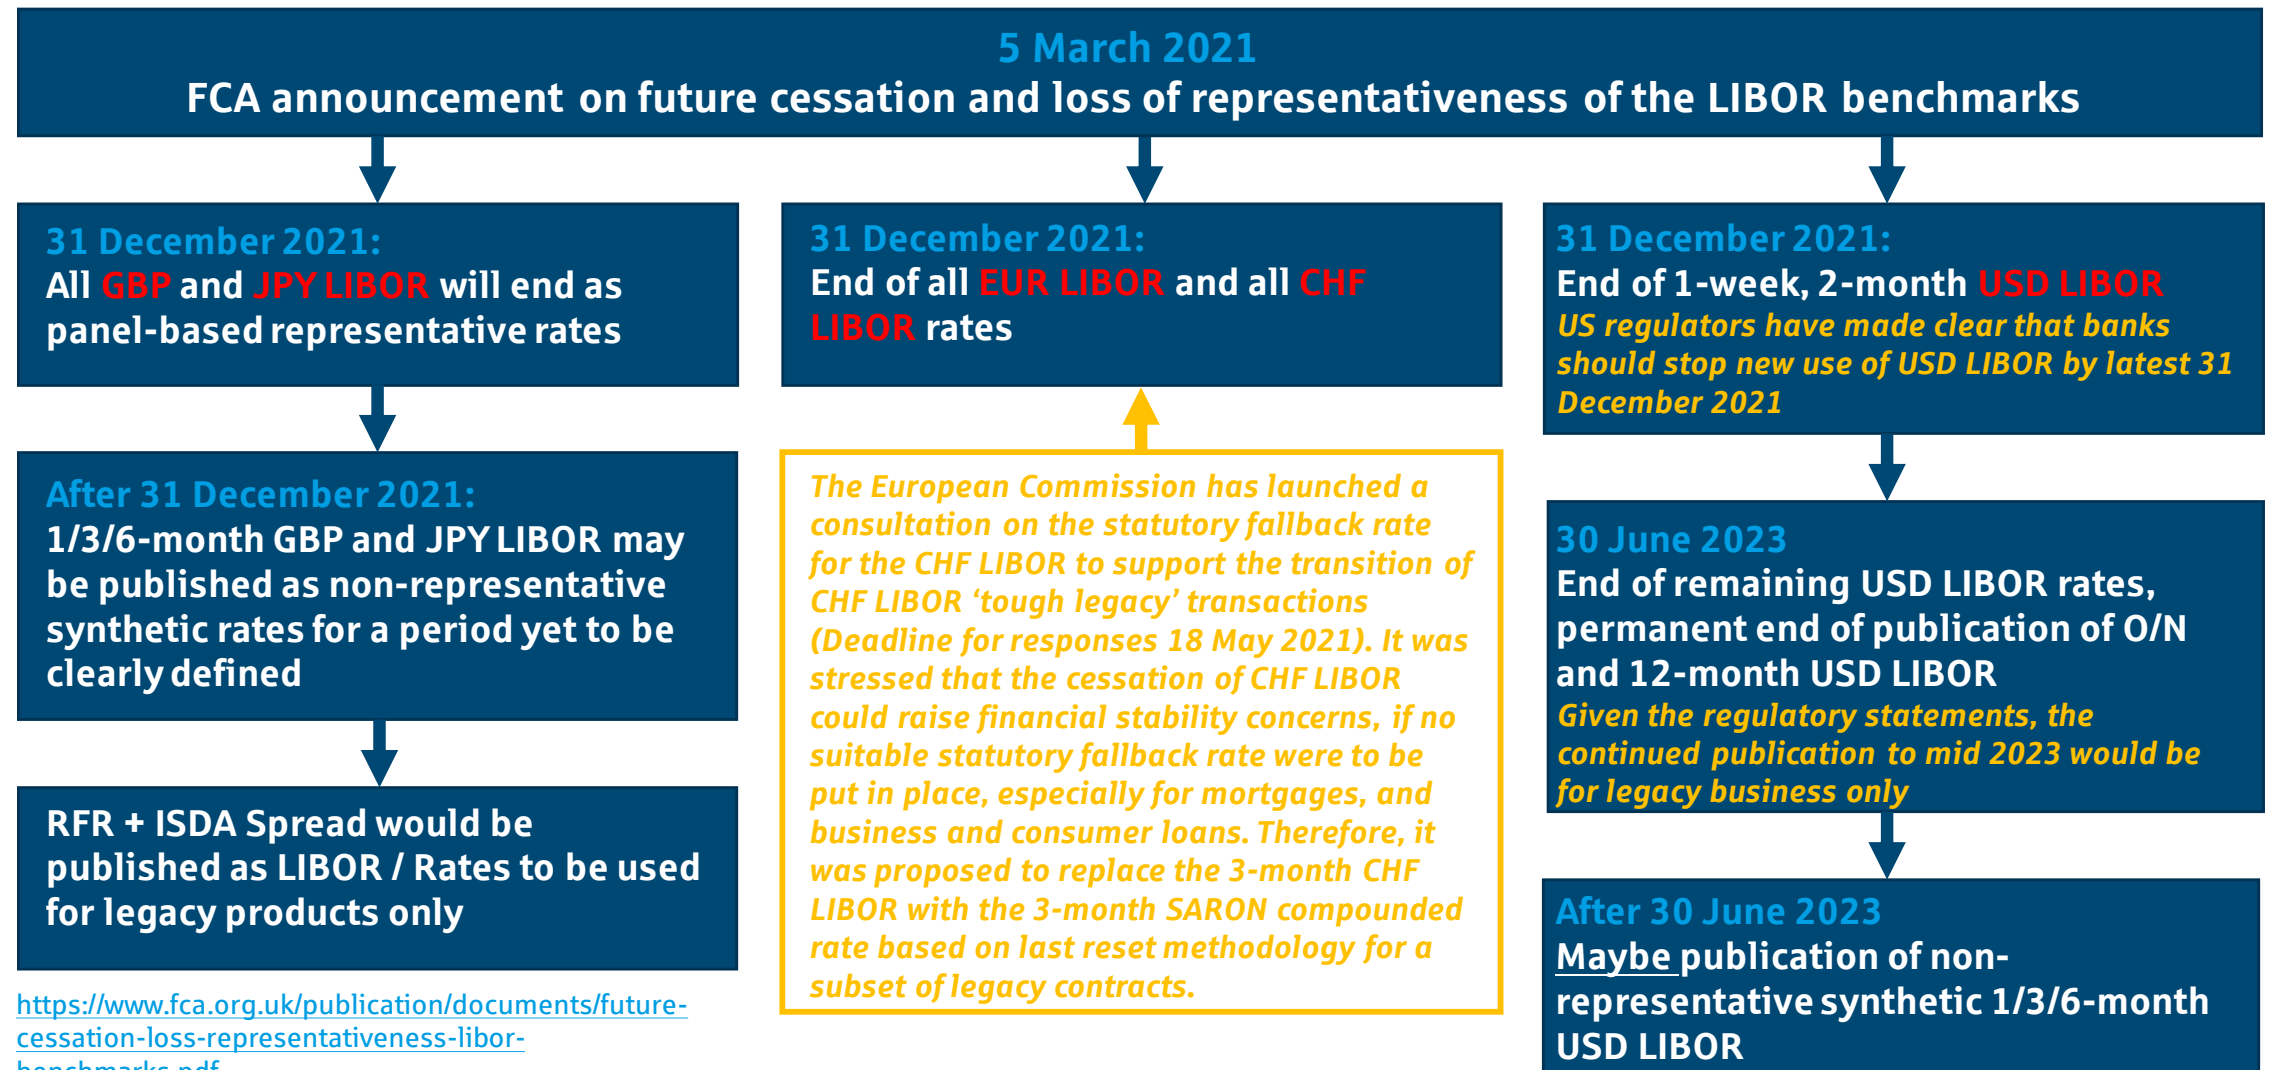 5 March 2021
FCA announcement on future cessation and loss of representativeness of the LIBOR benchmarks
31 December 2021:
All GBP and JPY LIBOR will end as
panel-based representative rates
After 31 December 2021:
1/3/6-month GBP and JPY LIBOR may
be published as non-representative
synthetic rates for a period yet to be
clearly defined
RFR + ISDA Spread would be
published as LIBOR / Rates to be used
for legacy products only
https://www.fca.org.uk/publication/documents/future-
cessation-loss-representativeness-libor-
benchmarks.pdf
31 December 2021:
End of all EUR LIBOR and all CHF
LIBOR rates
The European Commission has launched a
consultation on the statutory fallback rate
for the CHF LIBOR to support the transition of
CHF LIBOR ‘tough legacy’ transactions
(Deadline for responses 18 May 2021). It was
stressed that the cessation of CHF LIBOR
could raise financial stability concerns, if no
suitable statutory fallback rate were to be
put in place, especially for mortgages, and
business and consumer loans. Therefore, it
was proposed to replace the 3-month CHF
LIBOR with the 3-month SARON compounded
rate based on last reset methodology for a
subset of legacy contracts.
31 December 2021:
End of 1-week, 2-month USD LIBOR
US regulators have made clear that banks
should stop new use of USD LIBOR by latest 31
December 2021
30 June 2023
End of remaining USD LIBOR rates,
permanent end of publication of O/N
and 12-month USD LIBOR
Given the regulatory statements, the
continued publication to mid 2023 would be
for legacy business only
After 30 June 2023
Maybe publication of non-
representative synthetic 1/3/6-month
USD LIBOR